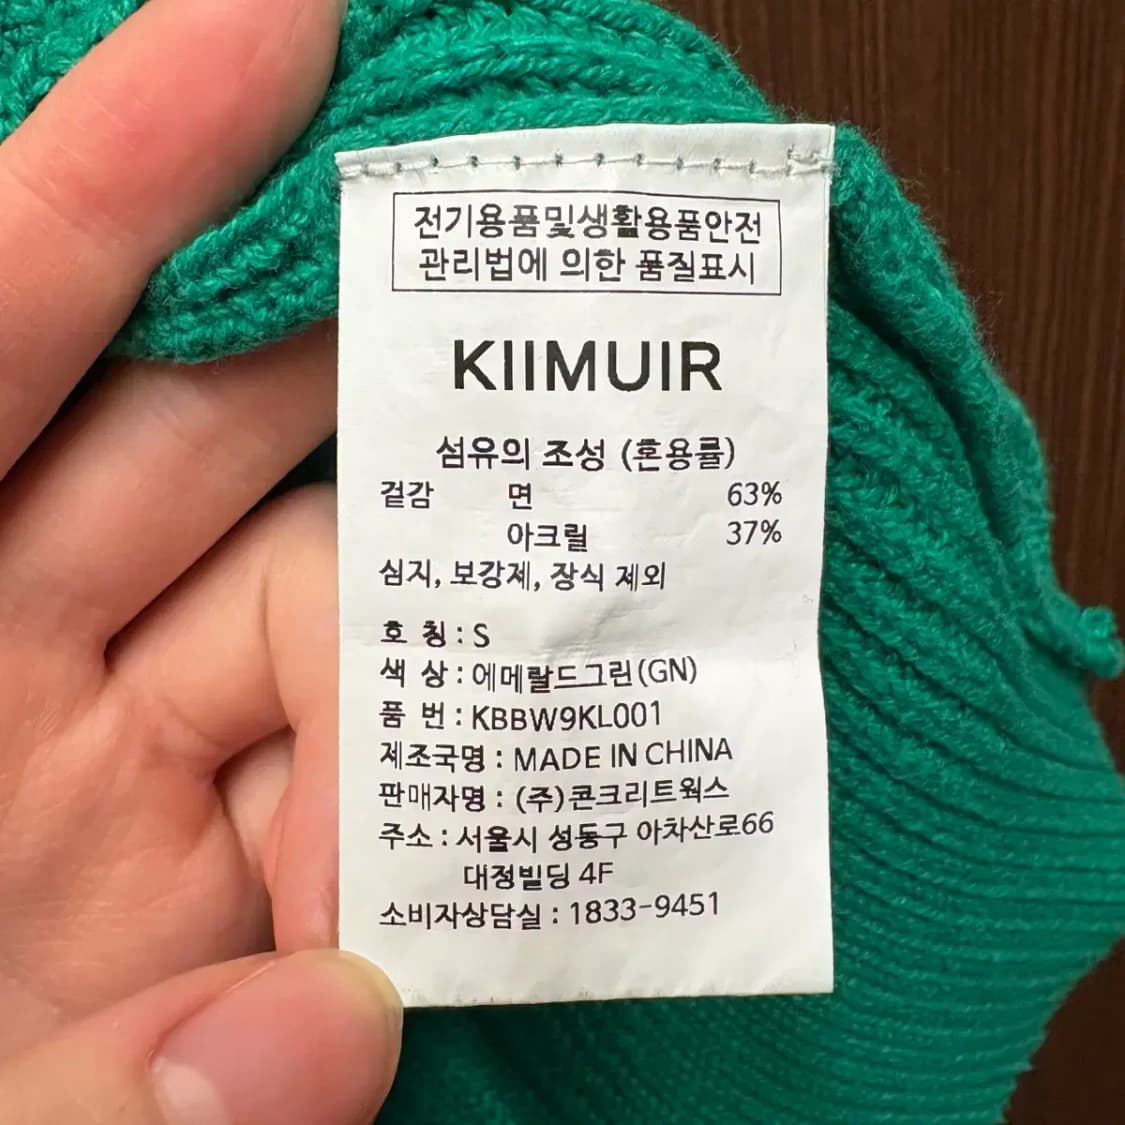 전기용품및생활용품안전
관리법에 의한 품질표시
KIIMUIR
섬유의 조성 (혼용률)
겉감 면 63%
아크릴 37%
심지, 보강제, 장식 제외
호 칭 : S
색 상 : 에메랄드그린(GN)
품 번 : KBBW9KL001
제조국명 : MADE IN CHINA
판매자명 : (주)콘크리트웍스
주소 : 서울시 성동구 아차산로66
대정빌딩 4F
소비자상담실 : 1833-9451